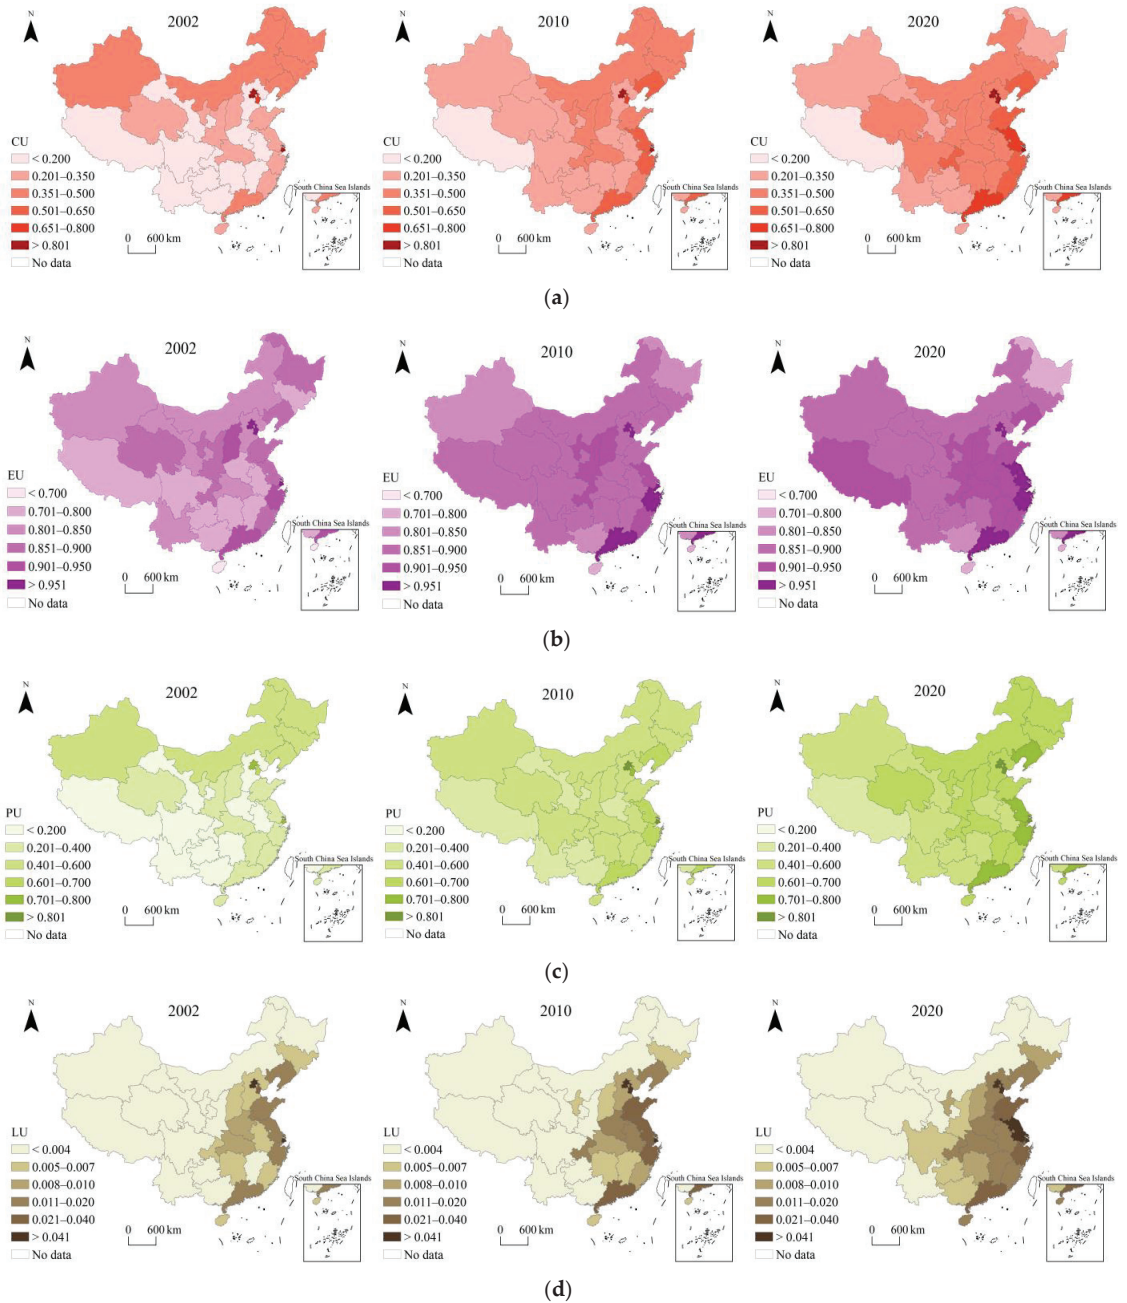 N
2002
CU
< 0.200
0.201–0.350
0.351–0.500
0.501–0.650
0.651–0.800
> 0.801
No data
0 600 km
South China Sea Islands
N
2010
CU
< 0.200
0.201–0.350
0.351–0.500
0.501–0.650
0.651–0.800
> 0.801
No data
0 600 km
South China Sea Islands
N
2020
CU
< 0.200
0.201–0.350
0.351–0.500
0.501–0.650
0.651–0.800
> 0.801
No data
0 600 km
South China Sea Islands
(a)
N
2002
EU
< 0.700
0.701–0.800
0.801–0.850
0.851–0.900
0.901–0.950
> 0.951
No data
0 600 km
South China Sea Islands
N
2010
EU
< 0.700
0.701–0.800
0.801–0.850
0.851–0.900
0.901–0.950
> 0.951
No data
0 600 km
South China Sea Islands
N
2020
EU
< 0.700
0.701–0.800
0.801–0.850
0.851–0.900
0.901–0.950
> 0.951
No data
0 600 km
South China Sea Islands
(b)
N
2002
PU
< 0.200
0.201–0.400
0.401–0.600
0.601–0.700
0.701–0.800
> 0.801
No data
0 600 km
South China Sea Islands
N
2010
PU
< 0.200
0.201–0.400
0.401–0.600
0.601–0.700
0.701–0.800
> 0.801
No data
0 600 km
South China Sea Islands
N
2020
PU
< 0.200
0.201–0.400
0.401–0.600
0.601–0.700
0.701–0.800
> 0.801
No data
0 600 km
South China Sea Islands
(c)
N
2002
LU
< 0.004
0.005–0.007
0.008–0.010
0.011–0.020
0.021–0.040
> 0.041
No data
0 600 km
South China Sea Islands
N
2010
LU
< 0.004
0.005–0.007
0.008–0.010
0.011–0.020
0.021–0.040
> 0.041
No data
0 600 km
South China Sea Islands
N
2020
LU
< 0.004
0.005–0.007
0.008–0.010
0.011–0.020
0.021–0.040
> 0.041
No data
0 600 km
South China Sea Islands
(d)